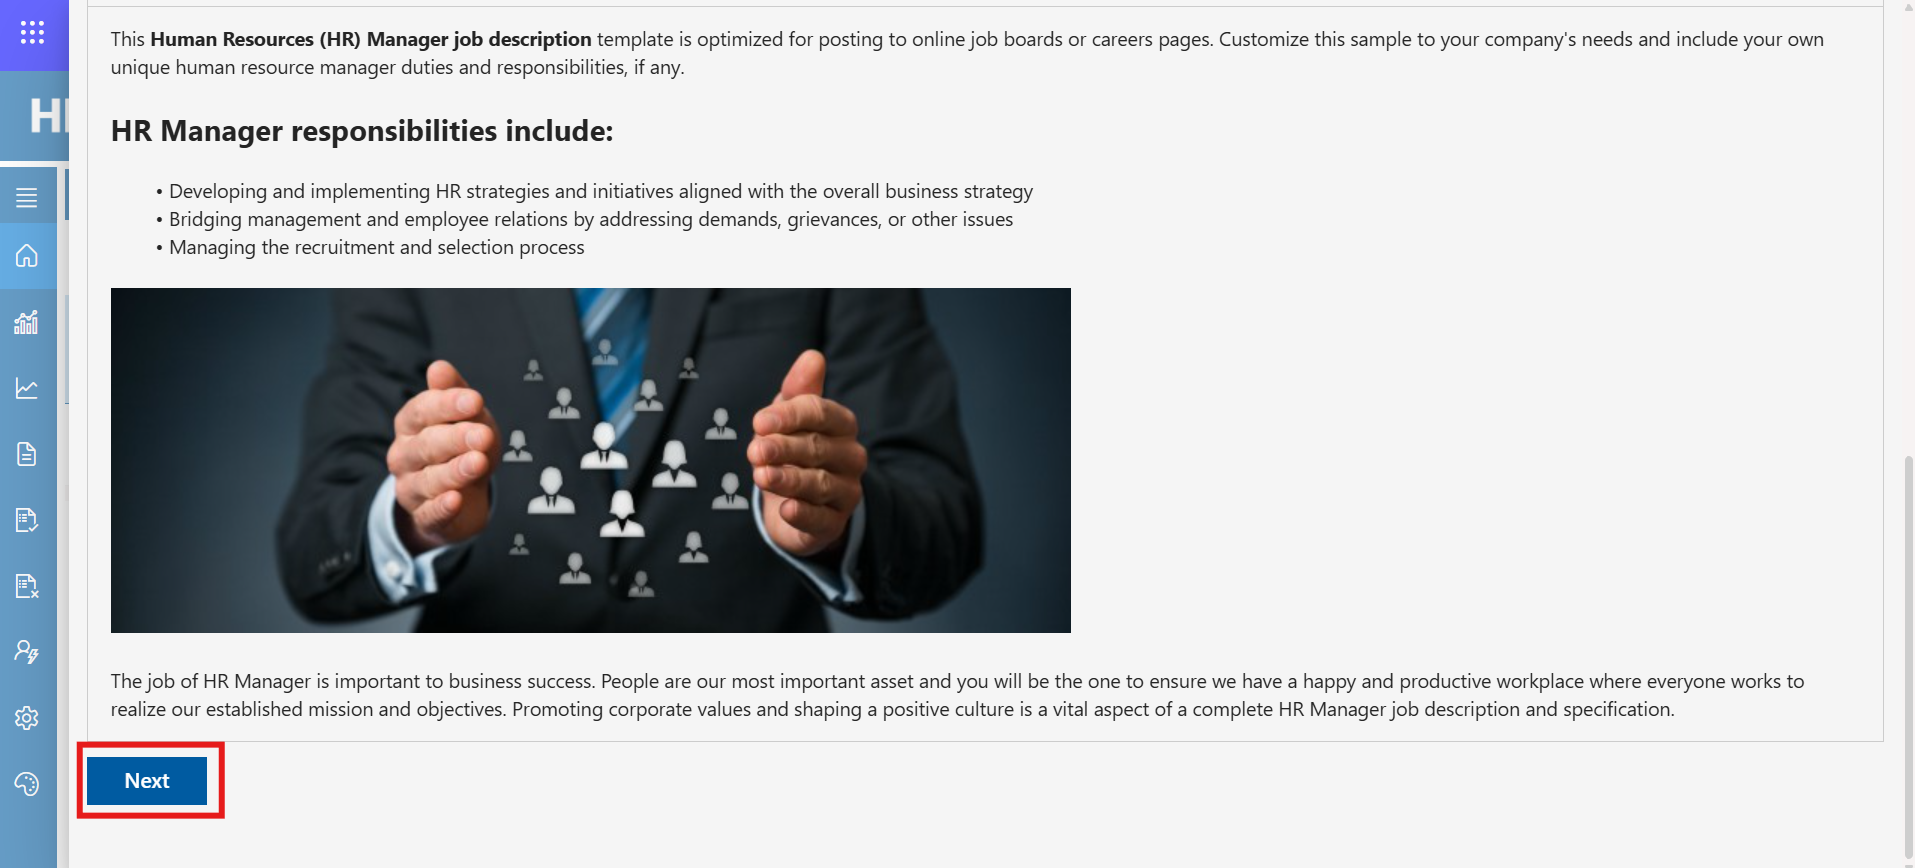 HR
This Human Resources (HR) Manager job description template is optimized for posting to online job boards or careers pages. Customize this sample to your company's needs and include your own
unique human resource manager duties and responsibilities, if any.
HR Manager responsibilities include:
• Developing and implementing HR strategies and initiatives aligned with the overall business strategy
• Bridging management and employee relations by addressing demands, grievances, or other issues
• Managing the recruitment and selection process
The job of HR Manager is important to business success. People are our most important asset and you will be the one to ensure we have a happy and productive workplace where everyone works to
realize our established mission and objectives. Promoting corporate values and shaping a positive culture is a vital aspect of a complete HR Manager job description and specification.
Next